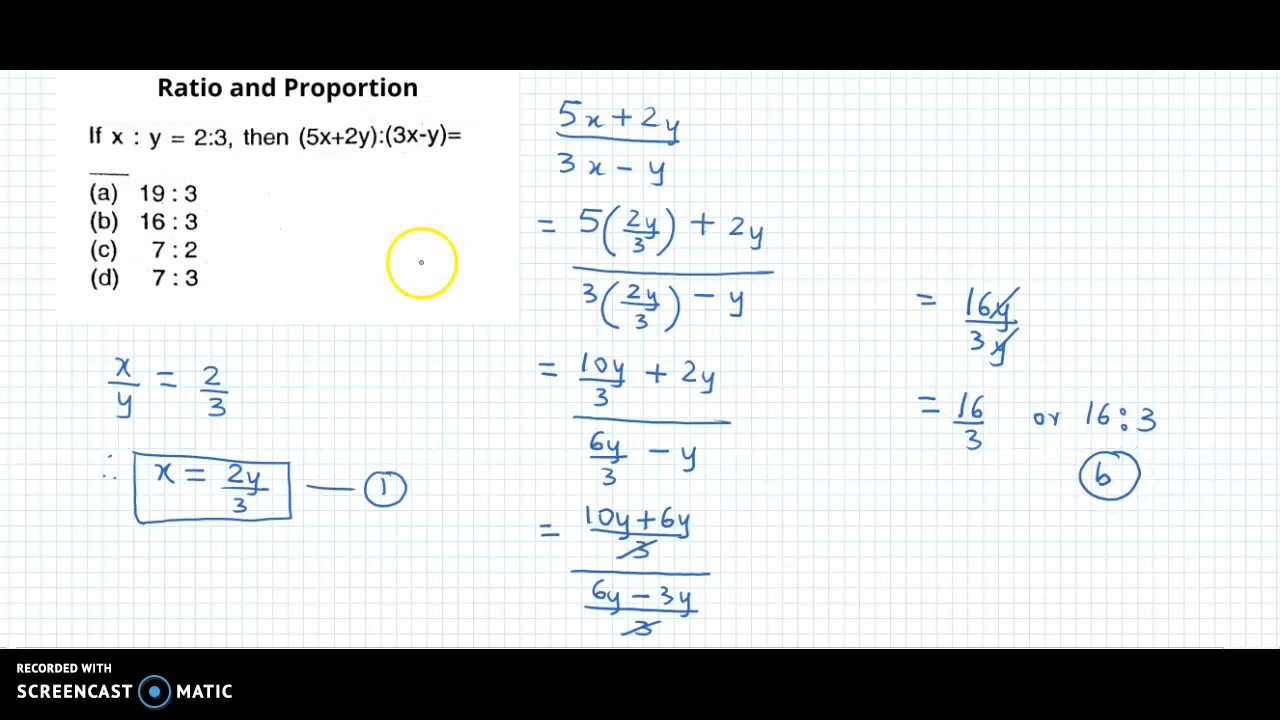 Ratio and Proportion
If x : y = 2:3, then (5x+2y):(3x-y)=
____
(a) 19 : 3
(b) 16 : 3
(c) 7 : 2
(d) 7 : 3
x/y = 2/3
∴ x = 2y/3 — ①
5x + 2y
3x - y
= 5(2y/3) + 2y
3(2y/3) - y
= 10y/3 + 2y
6y/3 - y
= 10y + 6y
3
6y - 3y
3
= 16y
3y
= 16/3 or 16:3
b
RECORDED WITH
SCREENCAST MATIC